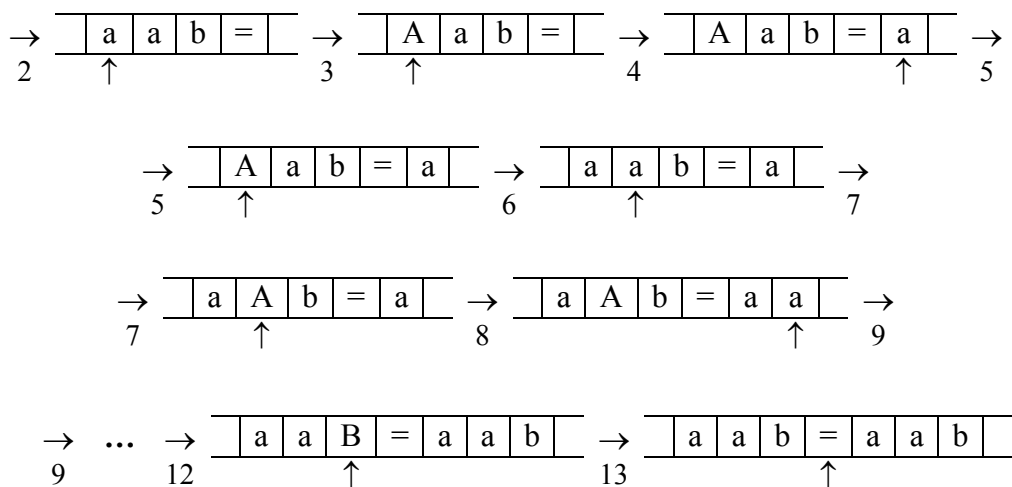 → a a b = → A a b = → A a b = a →
↑ ↑ ↑
2 3 4 5
→ A a b = a → a a b = a →
5 ↑ 6 ↑ 7
→ a A b = a → a A b = a a →
7 ↑ 8 ↑ 9
→ ... → a a B = a a b → a a b = a a b
9 12 ↑ 13 ↑